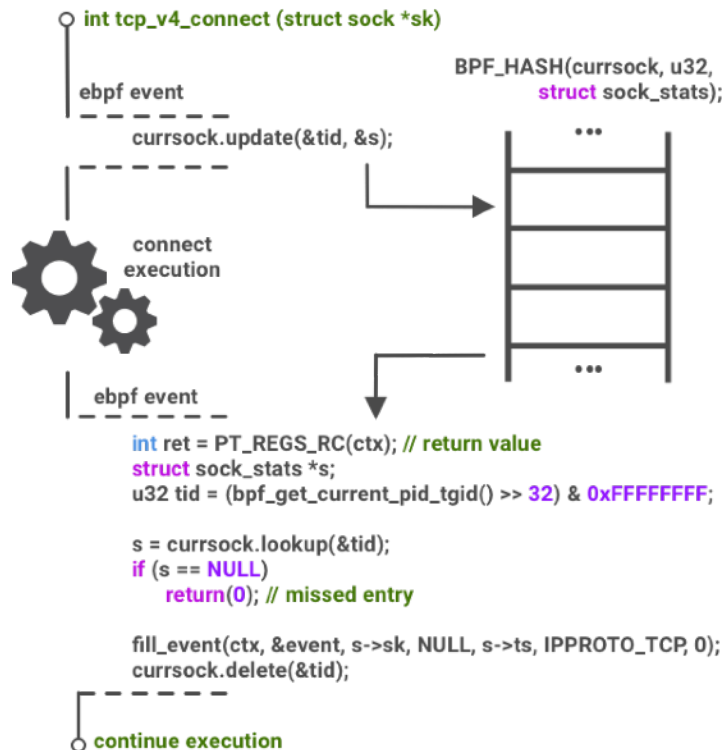 int tcp_v4_connect (struct sock *sk)
BPF_HASH(currsock, u32,
struct sock_stats);
ebpf event
currsock.update(&tid, &s);
...
connect
execution
...
ebpf event
int ret = PT_REGS_RC(ctx); // return value
struct sock_stats *s;
u32 tid = (bpf_get_current_pid_tgid() >> 32) & 0xFFFFFFFF;
s = currsock.lookup(&tid);
if (s == NULL)
return(0); // missed entry
fill_event(ctx, &event, s->sk, NULL, s->ts, IPPROTO_TCP, 0);
currsock.delete(&tid);
continue execution